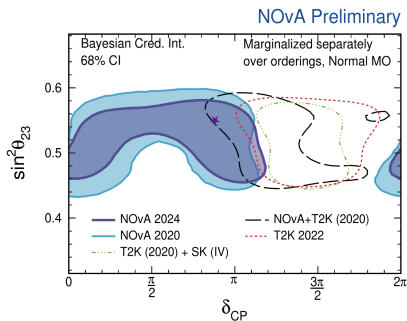 NOvA Preliminary
Bayesian Cred. Int.
68% CI
Marginalized separately
over orderings, Normal MO
sin²θ₂₃
0.6
0.5
0.4
NOvA 2024
NOvA 2020
T2K (2020) + SK (IV)
NOvA+T2K (2020)
T2K 2022
0
π/2
π
3π/2
2π
δCP